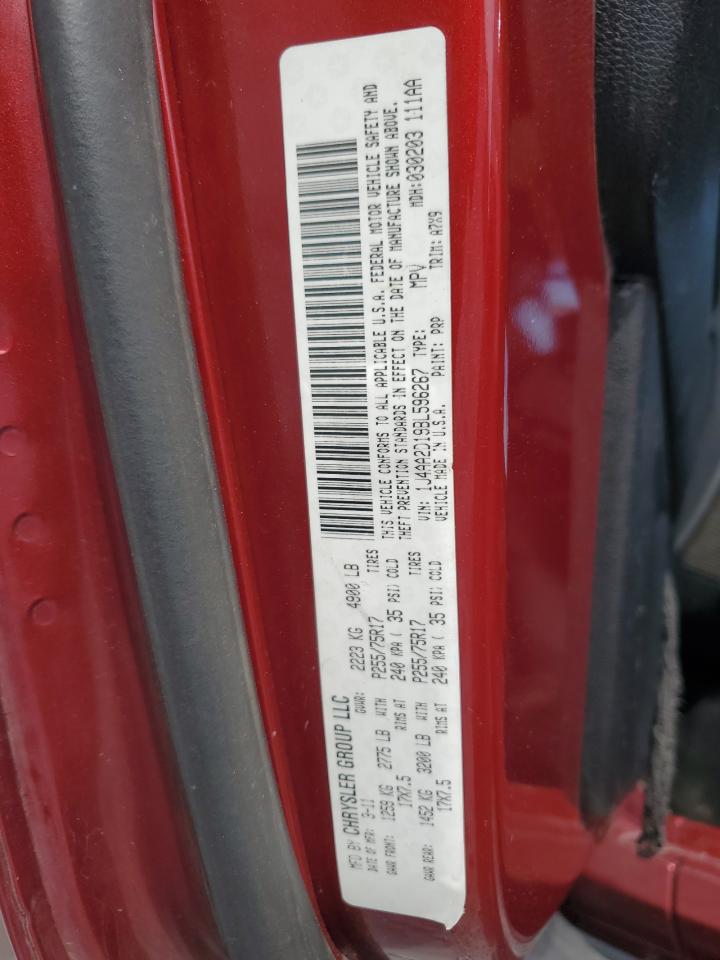 MFD BY CHRYSLER GROUP LLC
DATE OF MFR: 3-11 GVWR: 2223 KG 4900 LB
GAWR FRONT: 1259 KG 2775 LB WITH P255/75R17 TIRES
17X7.5 RIMS AT 240 KPA ( 35 PSI) COLD
GAWR REAR: 1452 KG 3200 LB WITH P255/75R17 TIRES
17X7.5 RIMS AT 240 KPA ( 35 PSI) COLD
THIS VEHICLE CONFORMS TO ALL APPLICABLE U.S.A. FEDERAL MOTOR VEHICLE SAFETY AND
THEFT PREVENTION STANDARDS IN EFFECT ON THE DATE OF MANUFACTURE SHOWN ABOVE.
VIN: 1J4AA2D19BL596267 TYPE: MPV MDH:030203 111AA
VEHICLE MADE IN U.S.A. PAINT: PRP TRIM: A7X9